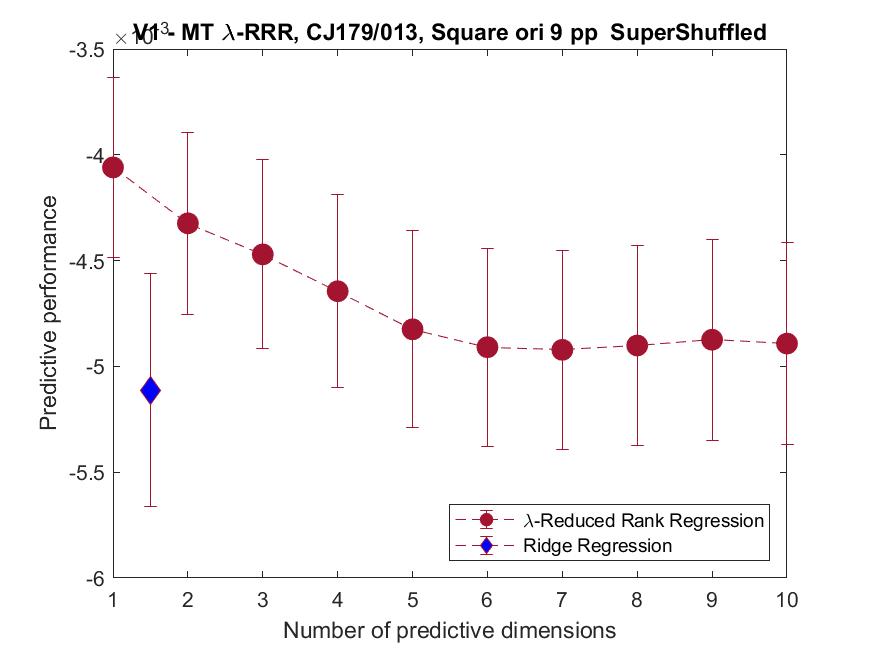 V1 - MT λ-RRR, CJ179/013, Square ori 9 pp SuperShuffled
-3.5
-4
-4.5
-5
-5.5
-6
1 2 3 4 5 6 7 8 9 10
Predictive performance
Number of predictive dimensions
λ-Reduced Rank Regression
Ridge Regression